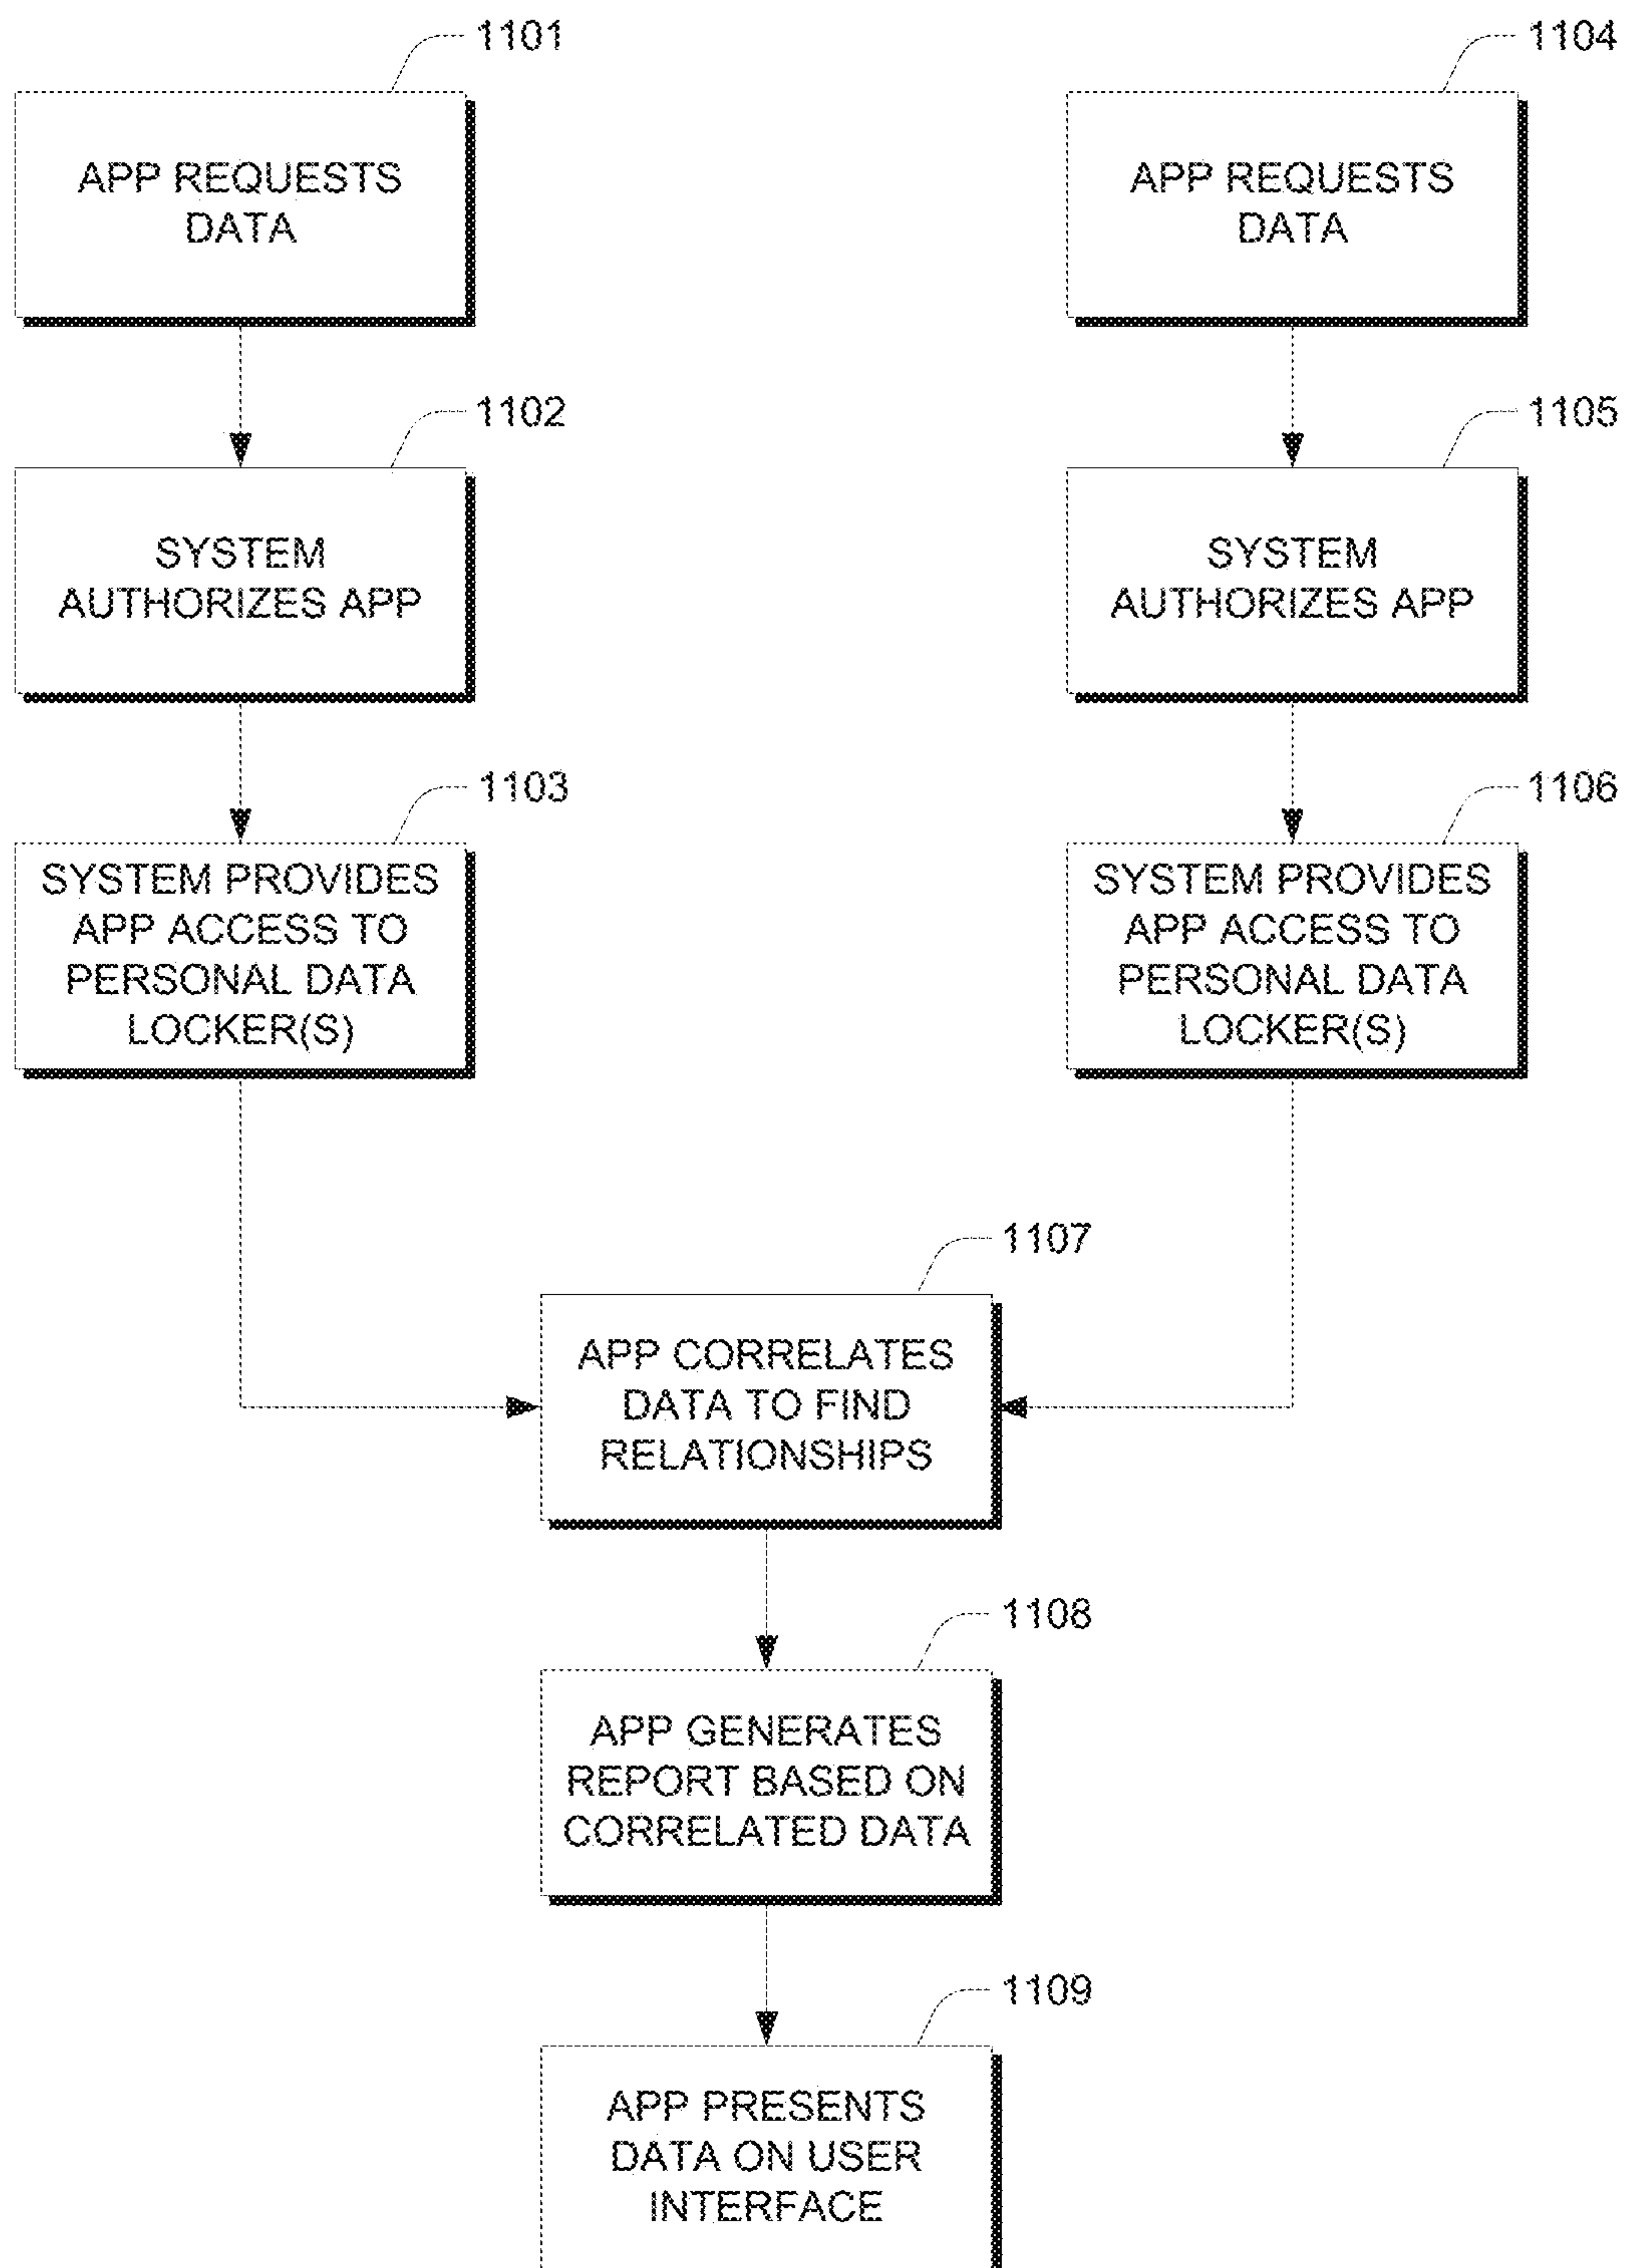 1101
APP REQUESTS
DATA
1102
SYSTEM
AUTHORIZES APP
1103
SYSTEM PROVIDES
APP ACCESS TO
PERSONAL DATA
LOCKER(S)
1104
APP REQUESTS
DATA
1105
SYSTEM
AUTHORIZES APP
1106
SYSTEM PROVIDES
APP ACCESS TO
PERSONAL DATA
LOCKER(S)
1107
APP CORRELATES
DATA TO FIND
RELATIONSHIPS
1108
APP GENERATES
REPORT BASED ON
CORRELATED DATA
1109
APP PRESENTS
DATA ON USER
INTERFACE